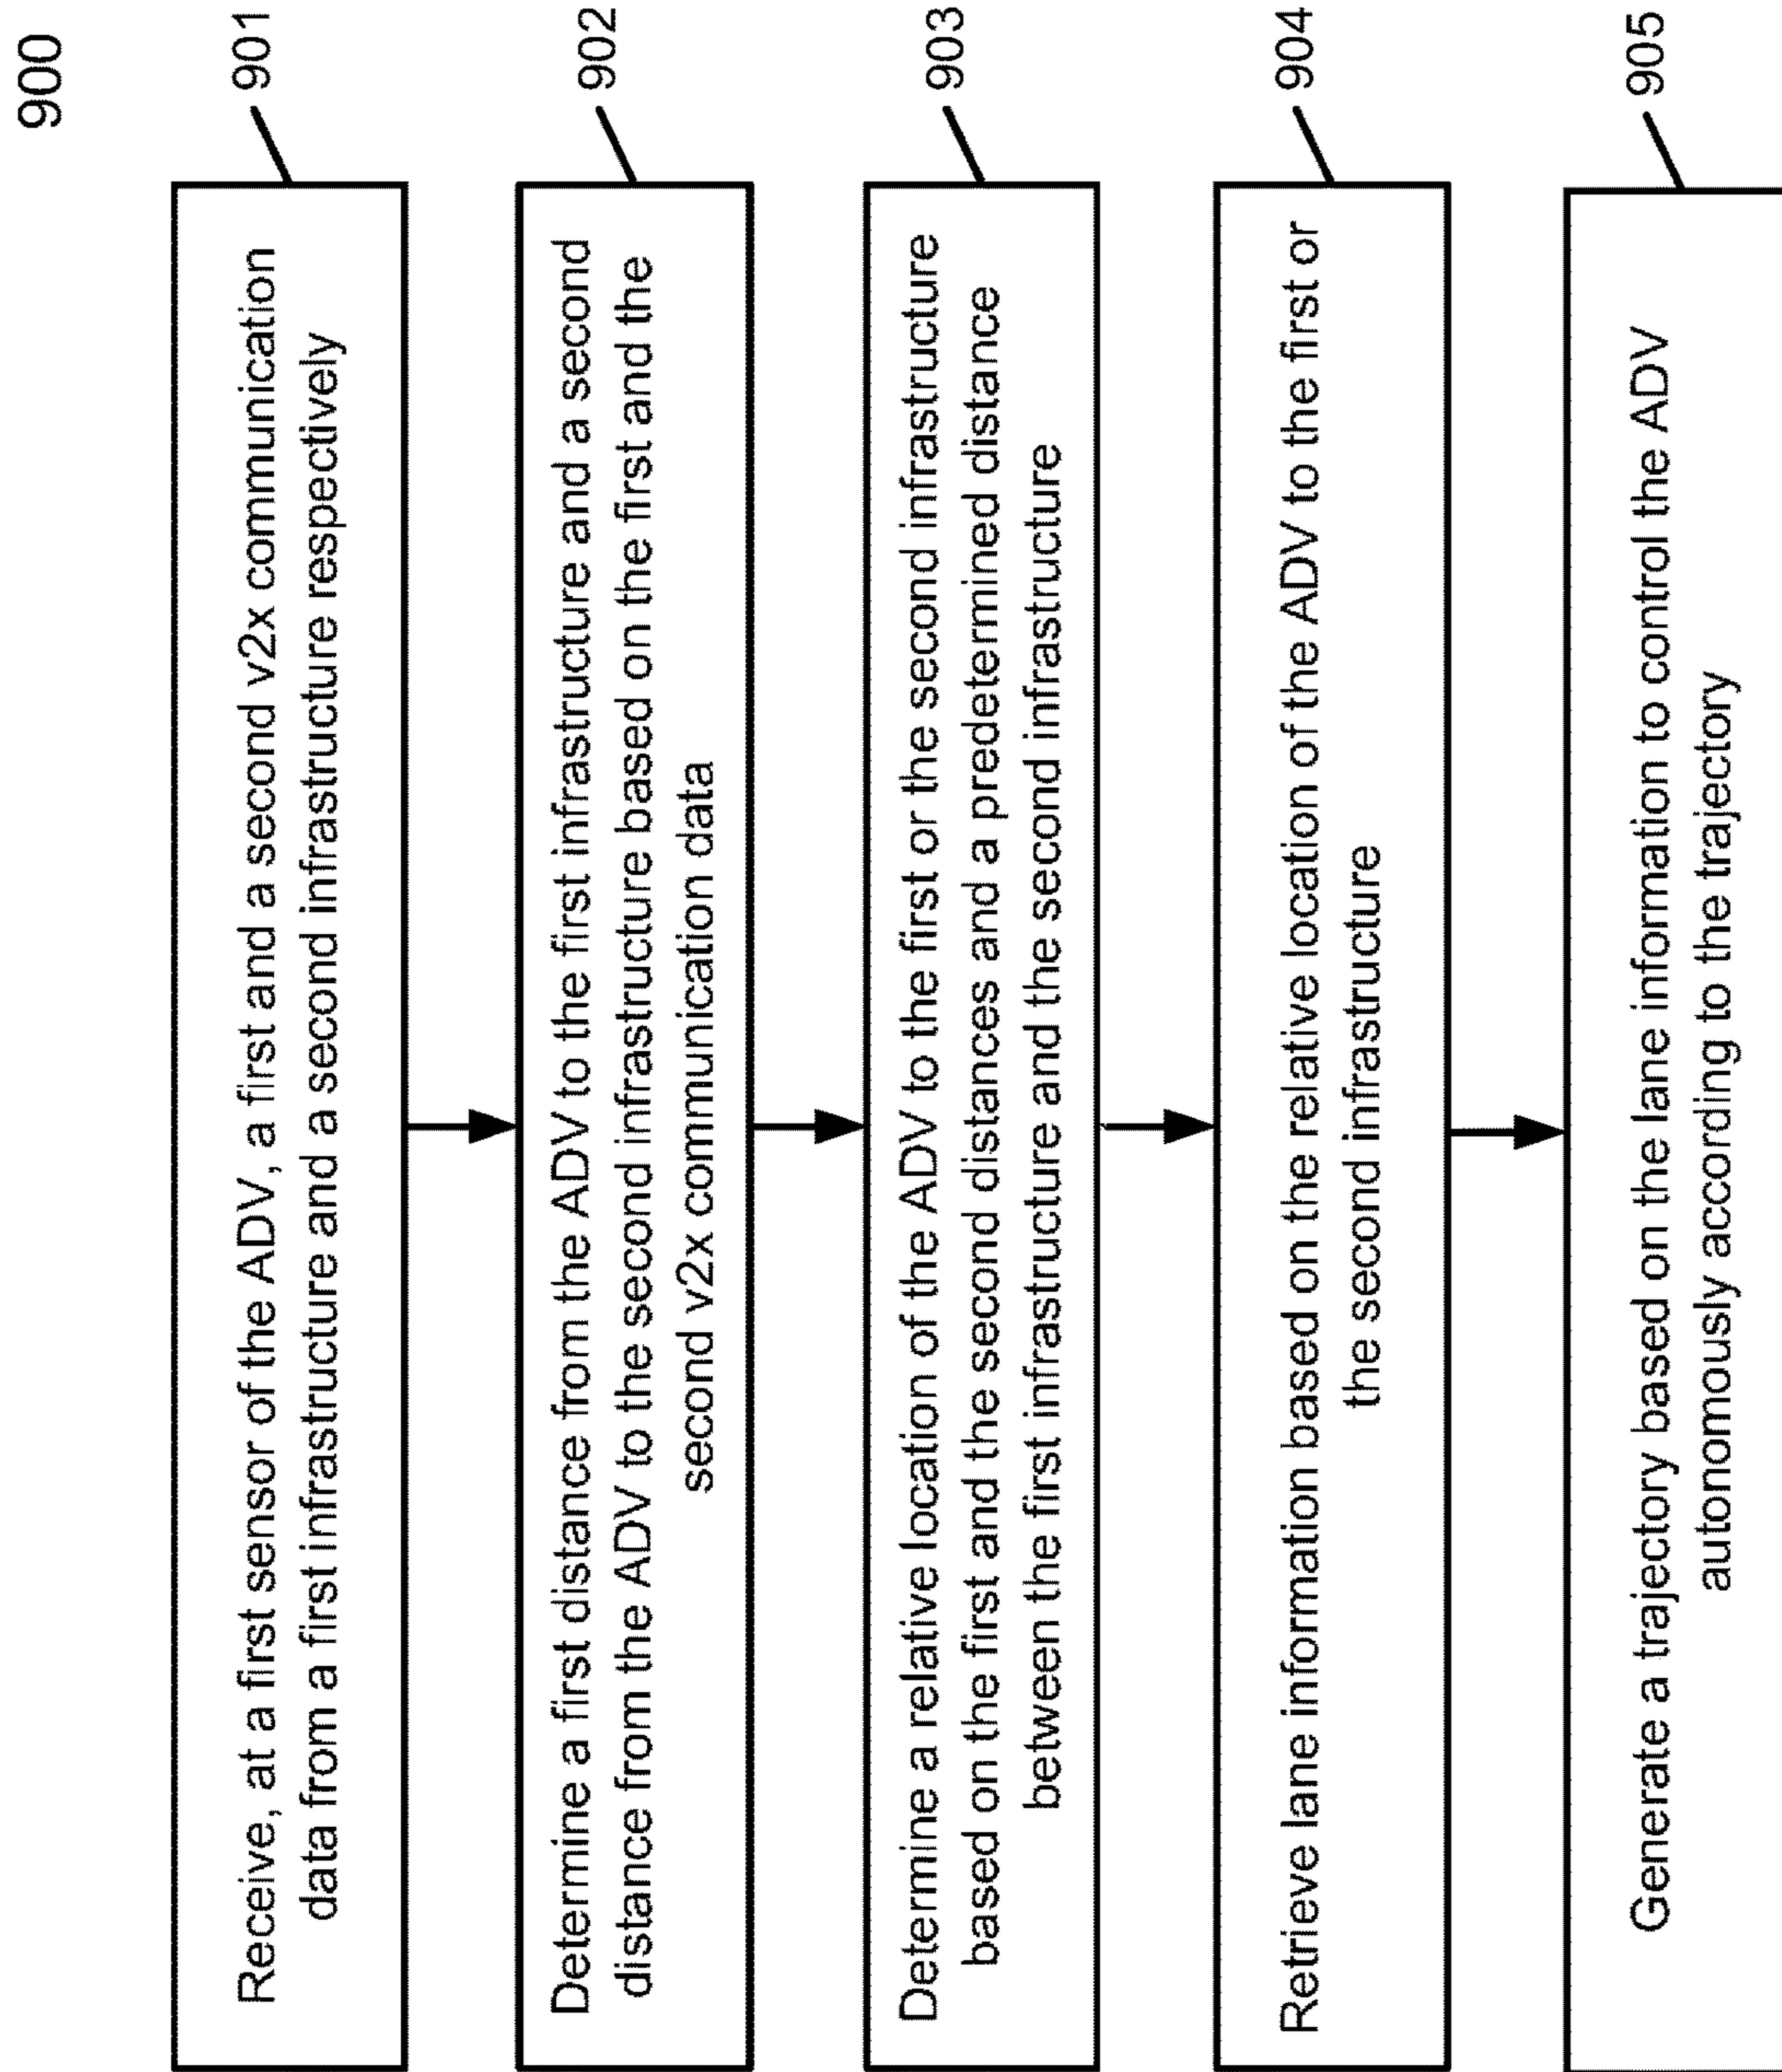 900
901
Receive, at a first sensor of the ADV, a first and a second v2x communication
data from a first infrastructure and a second infrastructure respectively
902
Determine a first distance from the ADV to the first infrastructure and a second
distance from the ADV to the second infrastructure based on the first and the
second v2x communication data
903
Determine a relative location of the ADV to the first or the second infrastructure
based on the first and the second distances and a predetermined distance
between the first infrastructure and the second infrastructure
904
Retrieve lane information based on the relative location of the ADV to the first or
the second infrastructure
905
Generate a trajectory based on the lane information to control the ADV
autonomously according to the trajectory